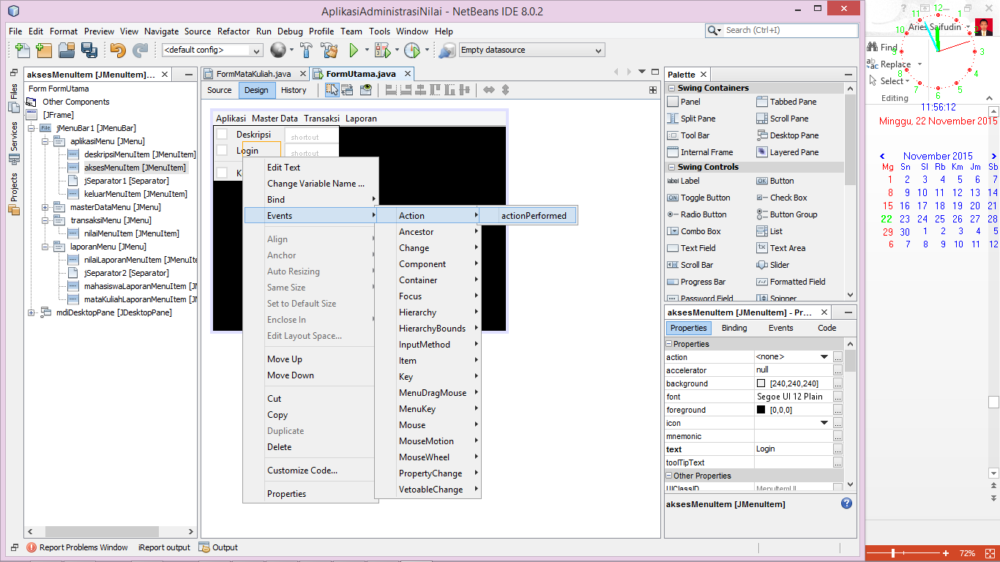 AplikasiAdministrasiNilai - NetBeans IDE 8.0.2
File Edit Format Preview View Navigate Source Refactor Run Debug Profile Team Tools Window Help
Search (Ctrl+I)
<default config>
Empty datasource
aksesMenuItem [JMenuItem]...
Form FormUtama
Other Components
[JFrame]
jMenuBar1 [JMenuBar]
aplikasiMenu [JMenu]
deskripsiMenuItem [JMenuItem]
aksesMenuItem [JMenuItem]
jSeparator1 [Separator]
keluarMenuItem [JMenuItem]
masterDataMenu [JMenu]
transaksiMenu [JMenu]
nilaiMenuItem [JMenuItem]
laporanMenu [JMenu]
nilaiLaporanMenuItem [JMenuIte
jSeparator2 [Separator]
mahasiswaLaporanMenuItem [J
mataKuliahLaporanMenuItem [J
mdiDesktopPane [JDesktopPane]
Files
Services
Projects
FormMataKuliah.java
FormUtama.java
Source Design History
Aplikasi Master Data Transaksi Laporan
Deskripsi shortcut
Login shortcut
K
Edit Text
Change Variable Name ...
Bind
Events
Align
Anchor
Auto Resizing
Same Size
Set to Default Size
Enclose In
Edit Layout Space...
Move Up
Move Down
Cut
Copy
Duplicate
Delete
Customize Code...
Properties
Action
Ancestor
Change
Component
Container
Focus
Hierarchy
HierarchyBounds
InputMethod
Item
Key
MenuDragMouse
MenuKey
Mouse
MouseMotion
MouseWheel
PropertyChange
VetoableChange
actionPerformed
Palette
Swing Containers
Panel Tabbed Pane
Split Pane Scroll Pane
Tool Bar Desktop Pane
Internal Frame Layered Pane
Swing Controls
Label Button
Toggle Button Check Box
Radio Button Button Group
Combo Box List
Text Field Text Area
Scroll Bar Slider
Progress Bar Formatted Field
Password Field Spinner
aksesMenuItem [JMenuItem] - Pr...
Properties Binding Events Code
Properties
action <none>
accelerator null
background [240,240,240]
font Segoe UI 12 Plain
foreground [0,0,0]
icon
mnemonic
text Login
toolTipText
Other Properties
UIClassID MenuItemUI
aksesMenuItem [JMenuItem]
Report Problems Window iReport output Output
Aries Saifudin
Find
Replace
Select
Editing
12 1 2 3 4 5 6 7 8 9 10 11
11:56:12
Minggu, 22 November 2015
November 2015
Mg Sn Sl Rb Km Jm Sb
1 2 3 4 5 6 7
8 9 10 11 12 13 14
15 16 17 18 19 20 21
22 23 24 25 26 27 28
29 30 1 2 3 4 5
6 7 8 9 10 11 12
72%